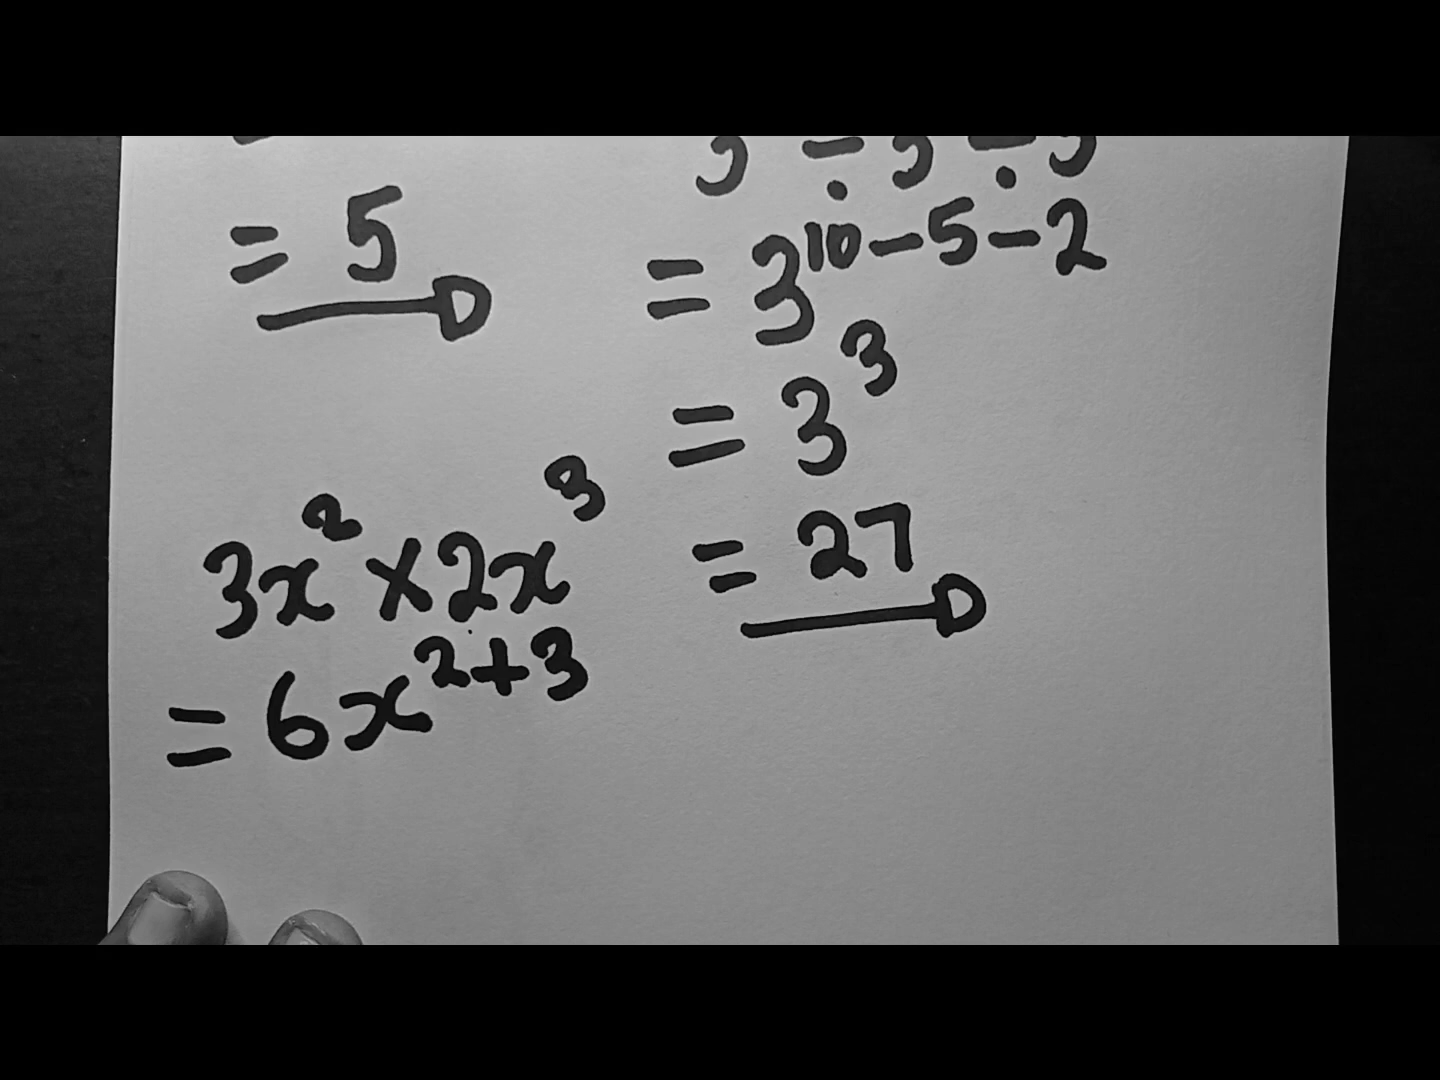 = 5
= 3^{10-5-2}
= 3^3
= 27
3x^2 × 2x^3
= 6x^{2+3}